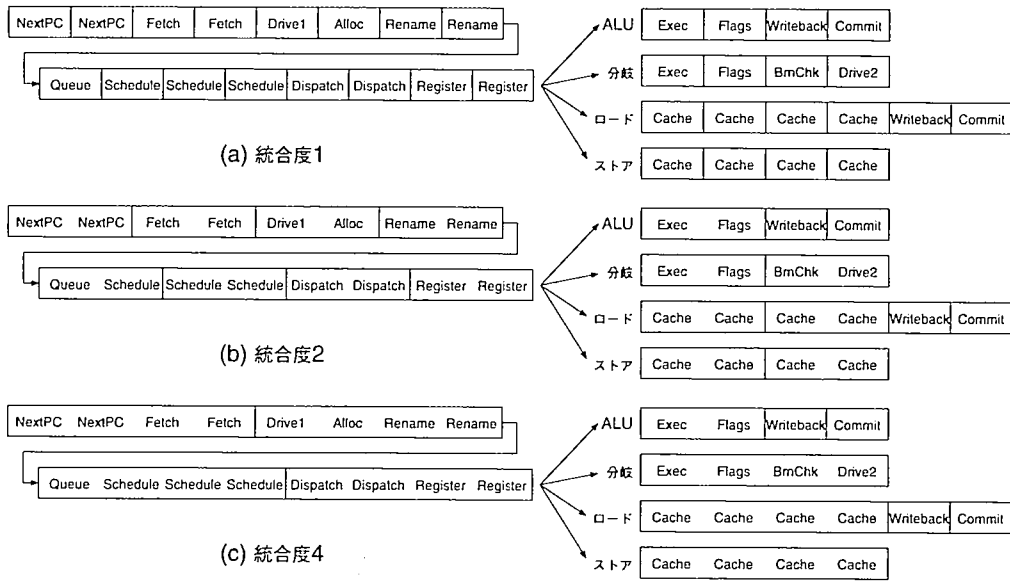 NextPC NextPC Fetch Fetch Drive1 Alloc Rename Rename
Queue Schedule Schedule Schedule Dispatch Dispatch Register Register
ALU Exec Flags Writeback Commit
分岐 Exec Flags BrnChk Drive2
ロード Cache Cache Cache Cache Writeback Commit
ストア Cache Cache Cache Cache
(a) 統合度1
NextPC NextPC Fetch Fetch Drive1 Alloc Rename Rename
Queue Schedule Schedule Schedule Dispatch Dispatch Register Register
ALU Exec Flags Writeback Commit
分岐 Exec Flags BrnChk Drive2
ロード Cache Cache Cache Cache Writeback Commit
ストア Cache Cache Cache Cache
(b) 統合度2
NextPC NextPC Fetch Fetch Drive1 Alloc Rename Rename
Queue Schedule Schedule Schedule Dispatch Dispatch Register Register
ALU Exec Flags Writeback Commit
分岐 Exec Flags BrnChk Drive2
ロード Cache Cache Cache Cache Writeback Commit
ストア Cache Cache Cache Cache
(c) 統合度4